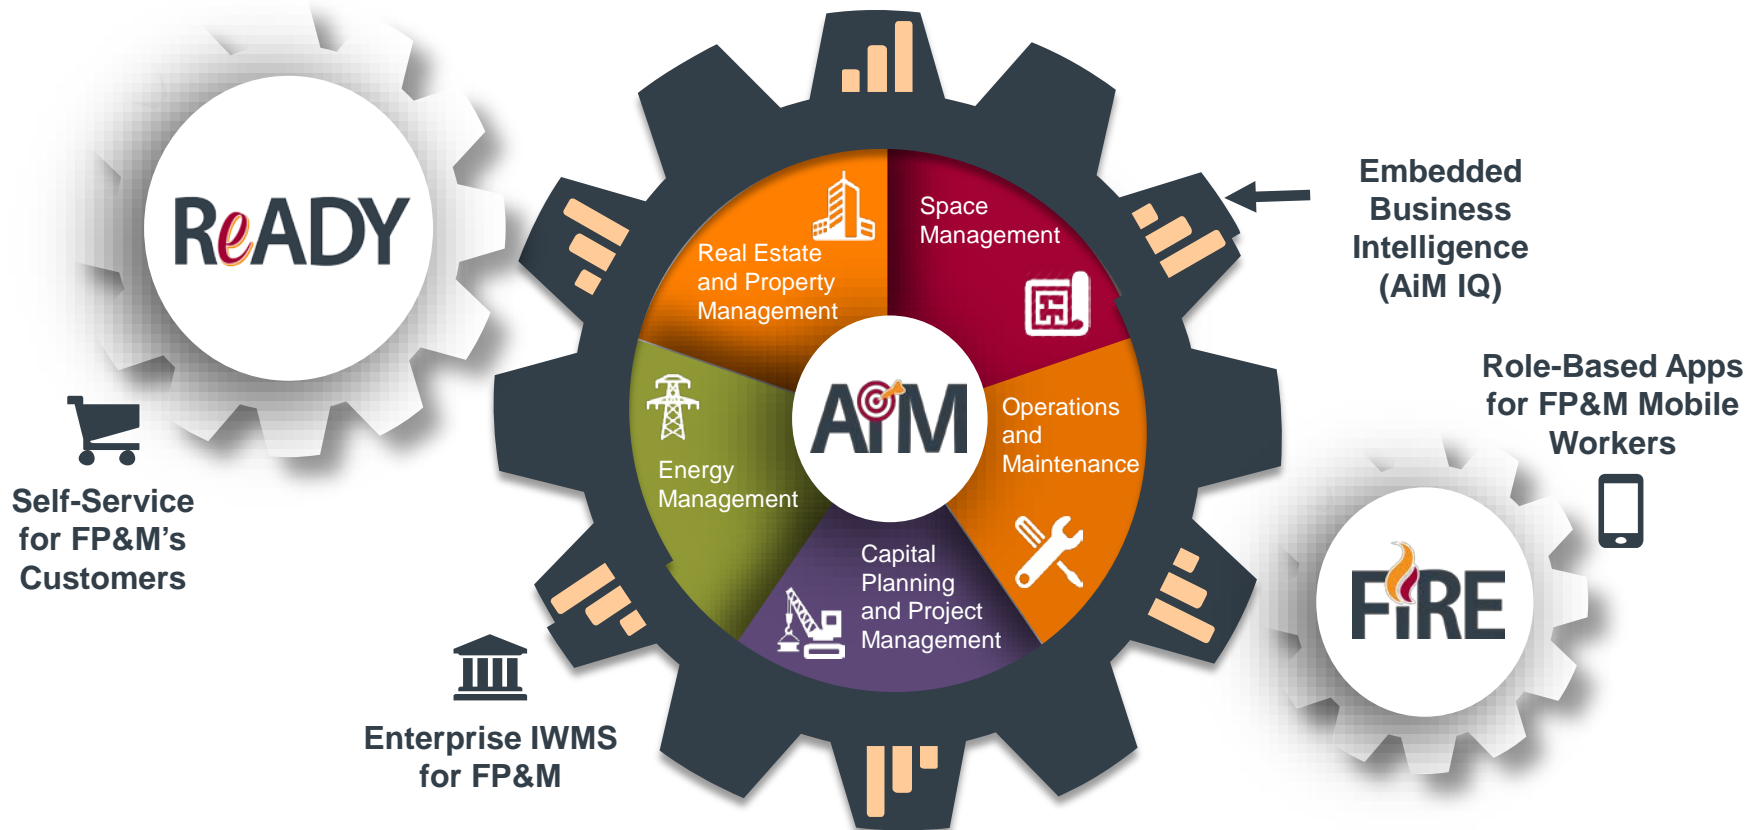 ReADY
Self-Service
for FP&M’s
Customers
Enterprise IWMS
for FP&M
Real Estate
and Property
Management
Space
Management
AiM
Operations
and
Maintenance
Energy
Management
Capital
Planning
and Project
Management
Embedded
Business
Intelligence
(AiM IQ)
Role-Based Apps
for FP&M Mobile
Workers
FiRE